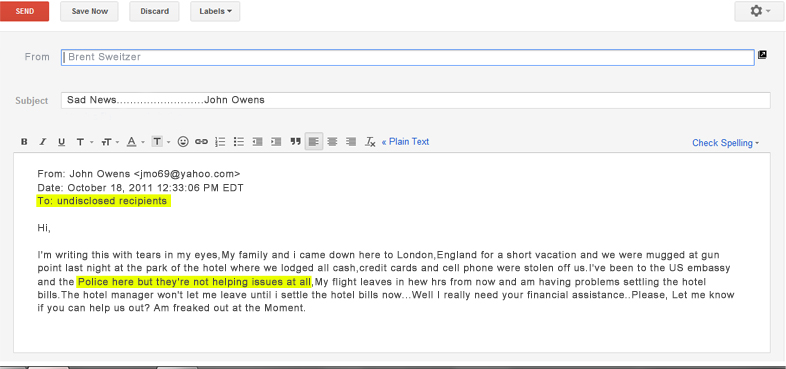 SEND Save Now Discard Labels
From Brent Sweitzer
Subject Sad News..........................John Owens
B I U T T A T « Plain Text Check Spelling
From: John Owens <jmo69@yahoo.com>
Date: October 18, 2011 12:33:06 PM EDT
To: undisclosed recipients
Hi,
I'm writing this with tears in my eyes,My family and i came down here to London,England for a short vacation and we were mugged at gun
point last night at the park of the hotel where we lodged all cash,credit cards and cell phone were stolen off us.I've been to the US embassy
and the Police here but they're not helping issues at all,My flight leaves in hew hrs from now and am having problems settling the hotel
bills.The hotel manager won't let me leave until i settle the hotel bills now...Well I really need your financial assistance..Please, Let me know
if you can help us out? Am freaked out at the Moment.